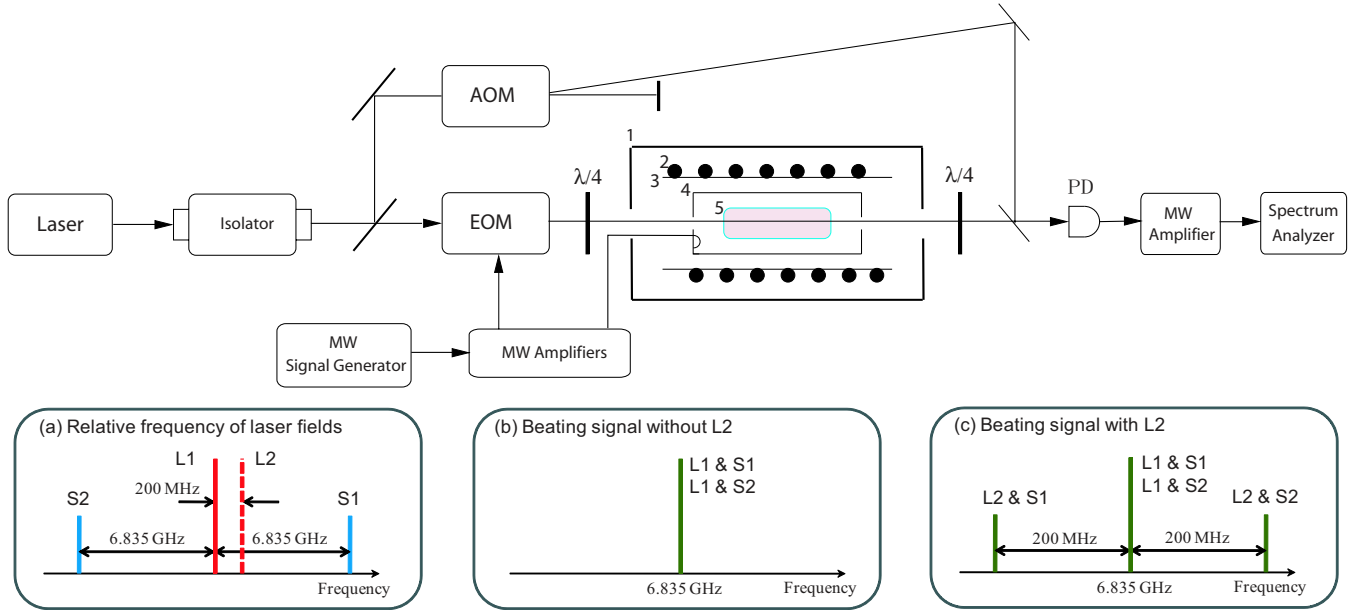 AOM
1
2
3
4
5
λ/4
λ/4
PD
Laser
Isolator
EOM
MW
Amplifier
Spectrum
Analyzer
MW
Signal Generator
MW Amplifiers
(a) Relative frequency of laser fields
L1
L2
200 MHz
S2
S1
6.835 GHz
6.835 GHz
Frequency
(b) Beating signal without L2
L1 & S1
L1 & S2
6.835 GHz
Frequency
(c) Beating signal with L2
L1 & S1
L1 & S2
L2 & S1
L2 & S2
200 MHz
200 MHz
6.835 GHz
Frequency